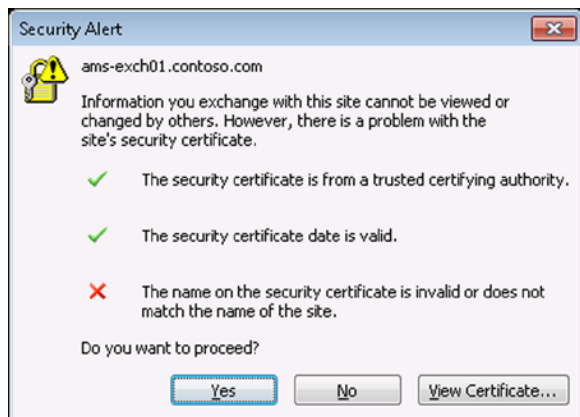 Security Alert
ams-exch01.contoso.com
Information you exchange with this site cannot be viewed or
changed by others. However, there is a problem with the
site's security certificate.
The security certificate is from a trusted certifying authority.
The security certificate date is valid.
The name on the security certificate is invalid or does not
match the name of the site.
Do you want to proceed?
Yes No View Certificate...